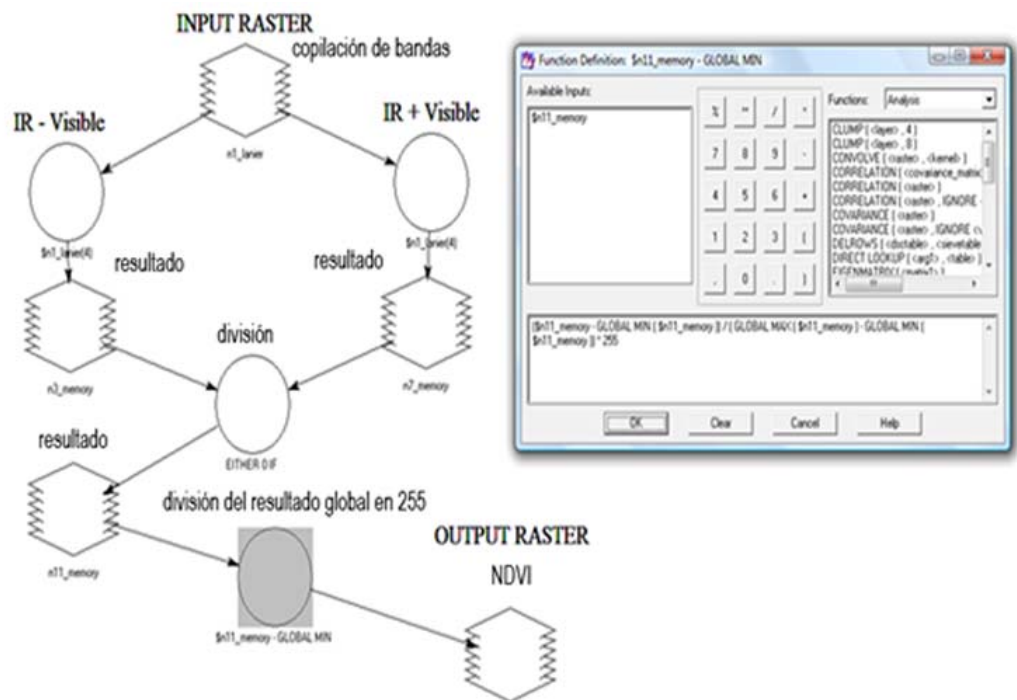 INPUT RASTER
copilación de bandas
n1_lanier
IR - Visible
IR + Visible
$n1_lanier(4)
$n1_lanier(4)
resultado
resultado
n3_memory
n7_memory
división
EITHER 0 IF
resultado
n11_memory
división del resultado global en 255
$n11_memory - GLOBAL MIN
OUTPUT RASTER
NDVI
Function Definition: $n11_memory - GLOBAL MIN
Available Inputs:
$n11_memory
/
7 8 9 -
4 5 6 +
1 2 3 (
, 0 . )
Functions: Analysis
CLUMP ( <layer> , 4 )
CLUMP ( <layer> , 8 )
CONVOLVE ( <raster> , <kernel> )
CORRELATION ( <covariance_matrix
CORRELATION ( <raster> )
CORRELATION ( <raster> , IGNORE
COVARIANCE ( <raster> )
COVARIANCE ( <raster> , IGNORE <v
DELROWS ( <dsctable> , <sievetable
DIRECT LOOKUP ( <arg1> , <table> )
EIGENMATRIX ( <matrix1> )
($n11_memory - GLOBAL MIN ( $n11_memory )) / ( GLOBAL MAX ( $n11_memory ) - GLOBAL MIN (
$n11_memory )) * 255
OK
Clear
Cancel
Help